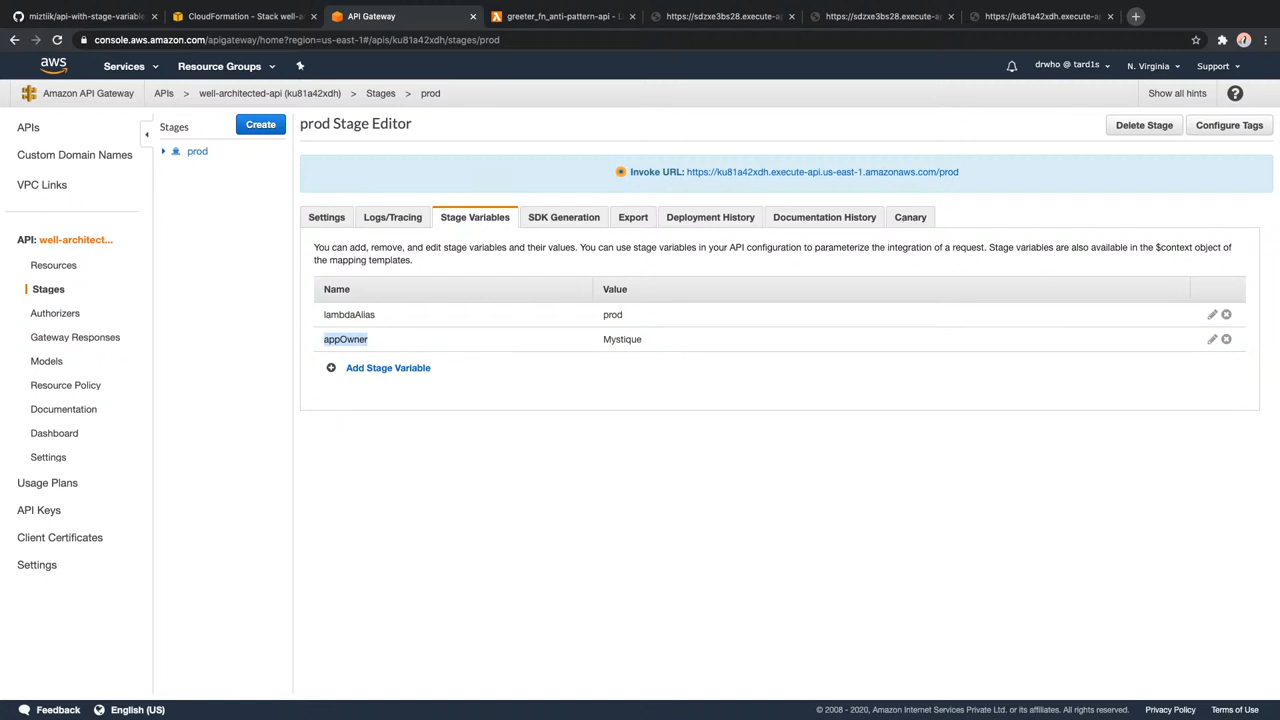 miztiik/api-with-stage-variable
CloudFormation - Stack well-a
API Gateway
greeter_fn_anti-pattern-api - L
https://sdzxe3bs28.execute-ap
https://sdzxe3bs28.execute-ap
https://ku81a42xdh.execute-ap
console.aws.amazon.com/apigateway/home?region=us-east-1#/apis/ku81a42xdh/stages/prod
aws
Services
Resource Groups
drwho @ tard1s
N. Virginia
Support
Amazon API Gateway
APIs > well-architected-api (ku81a42xdh) > Stages > prod
Show all hints
APIs
Custom Domain Names
VPC Links
API: well-architect...
Resources
Stages
Authorizers
Gateway Responses
Models
Resource Policy
Documentation
Dashboard
Settings
Usage Plans
API Keys
Client Certificates
Settings
Stages
Create
prod
prod Stage Editor
Delete Stage
Configure Tags
Invoke URL: https://ku81a42xdh.execute-api.us-east-1.amazonaws.com/prod
Settings
Logs/Tracing
Stage Variables
SDK Generation
Export
Deployment History
Documentation History
Canary
You can add, remove, and edit stage variables and their values. You can use stage variables in your API configuration to parameterize the integration of a request. Stage variables are also available in the $context object of
the mapping templates.
Name Value
lambdaAlias prod
appOwner Mystique
Add Stage Variable
Feedback
English (US)
© 2008 - 2020, Amazon Internet Services Private Ltd. or its affiliates. All rights reserved.
Privacy Policy
Terms of Use